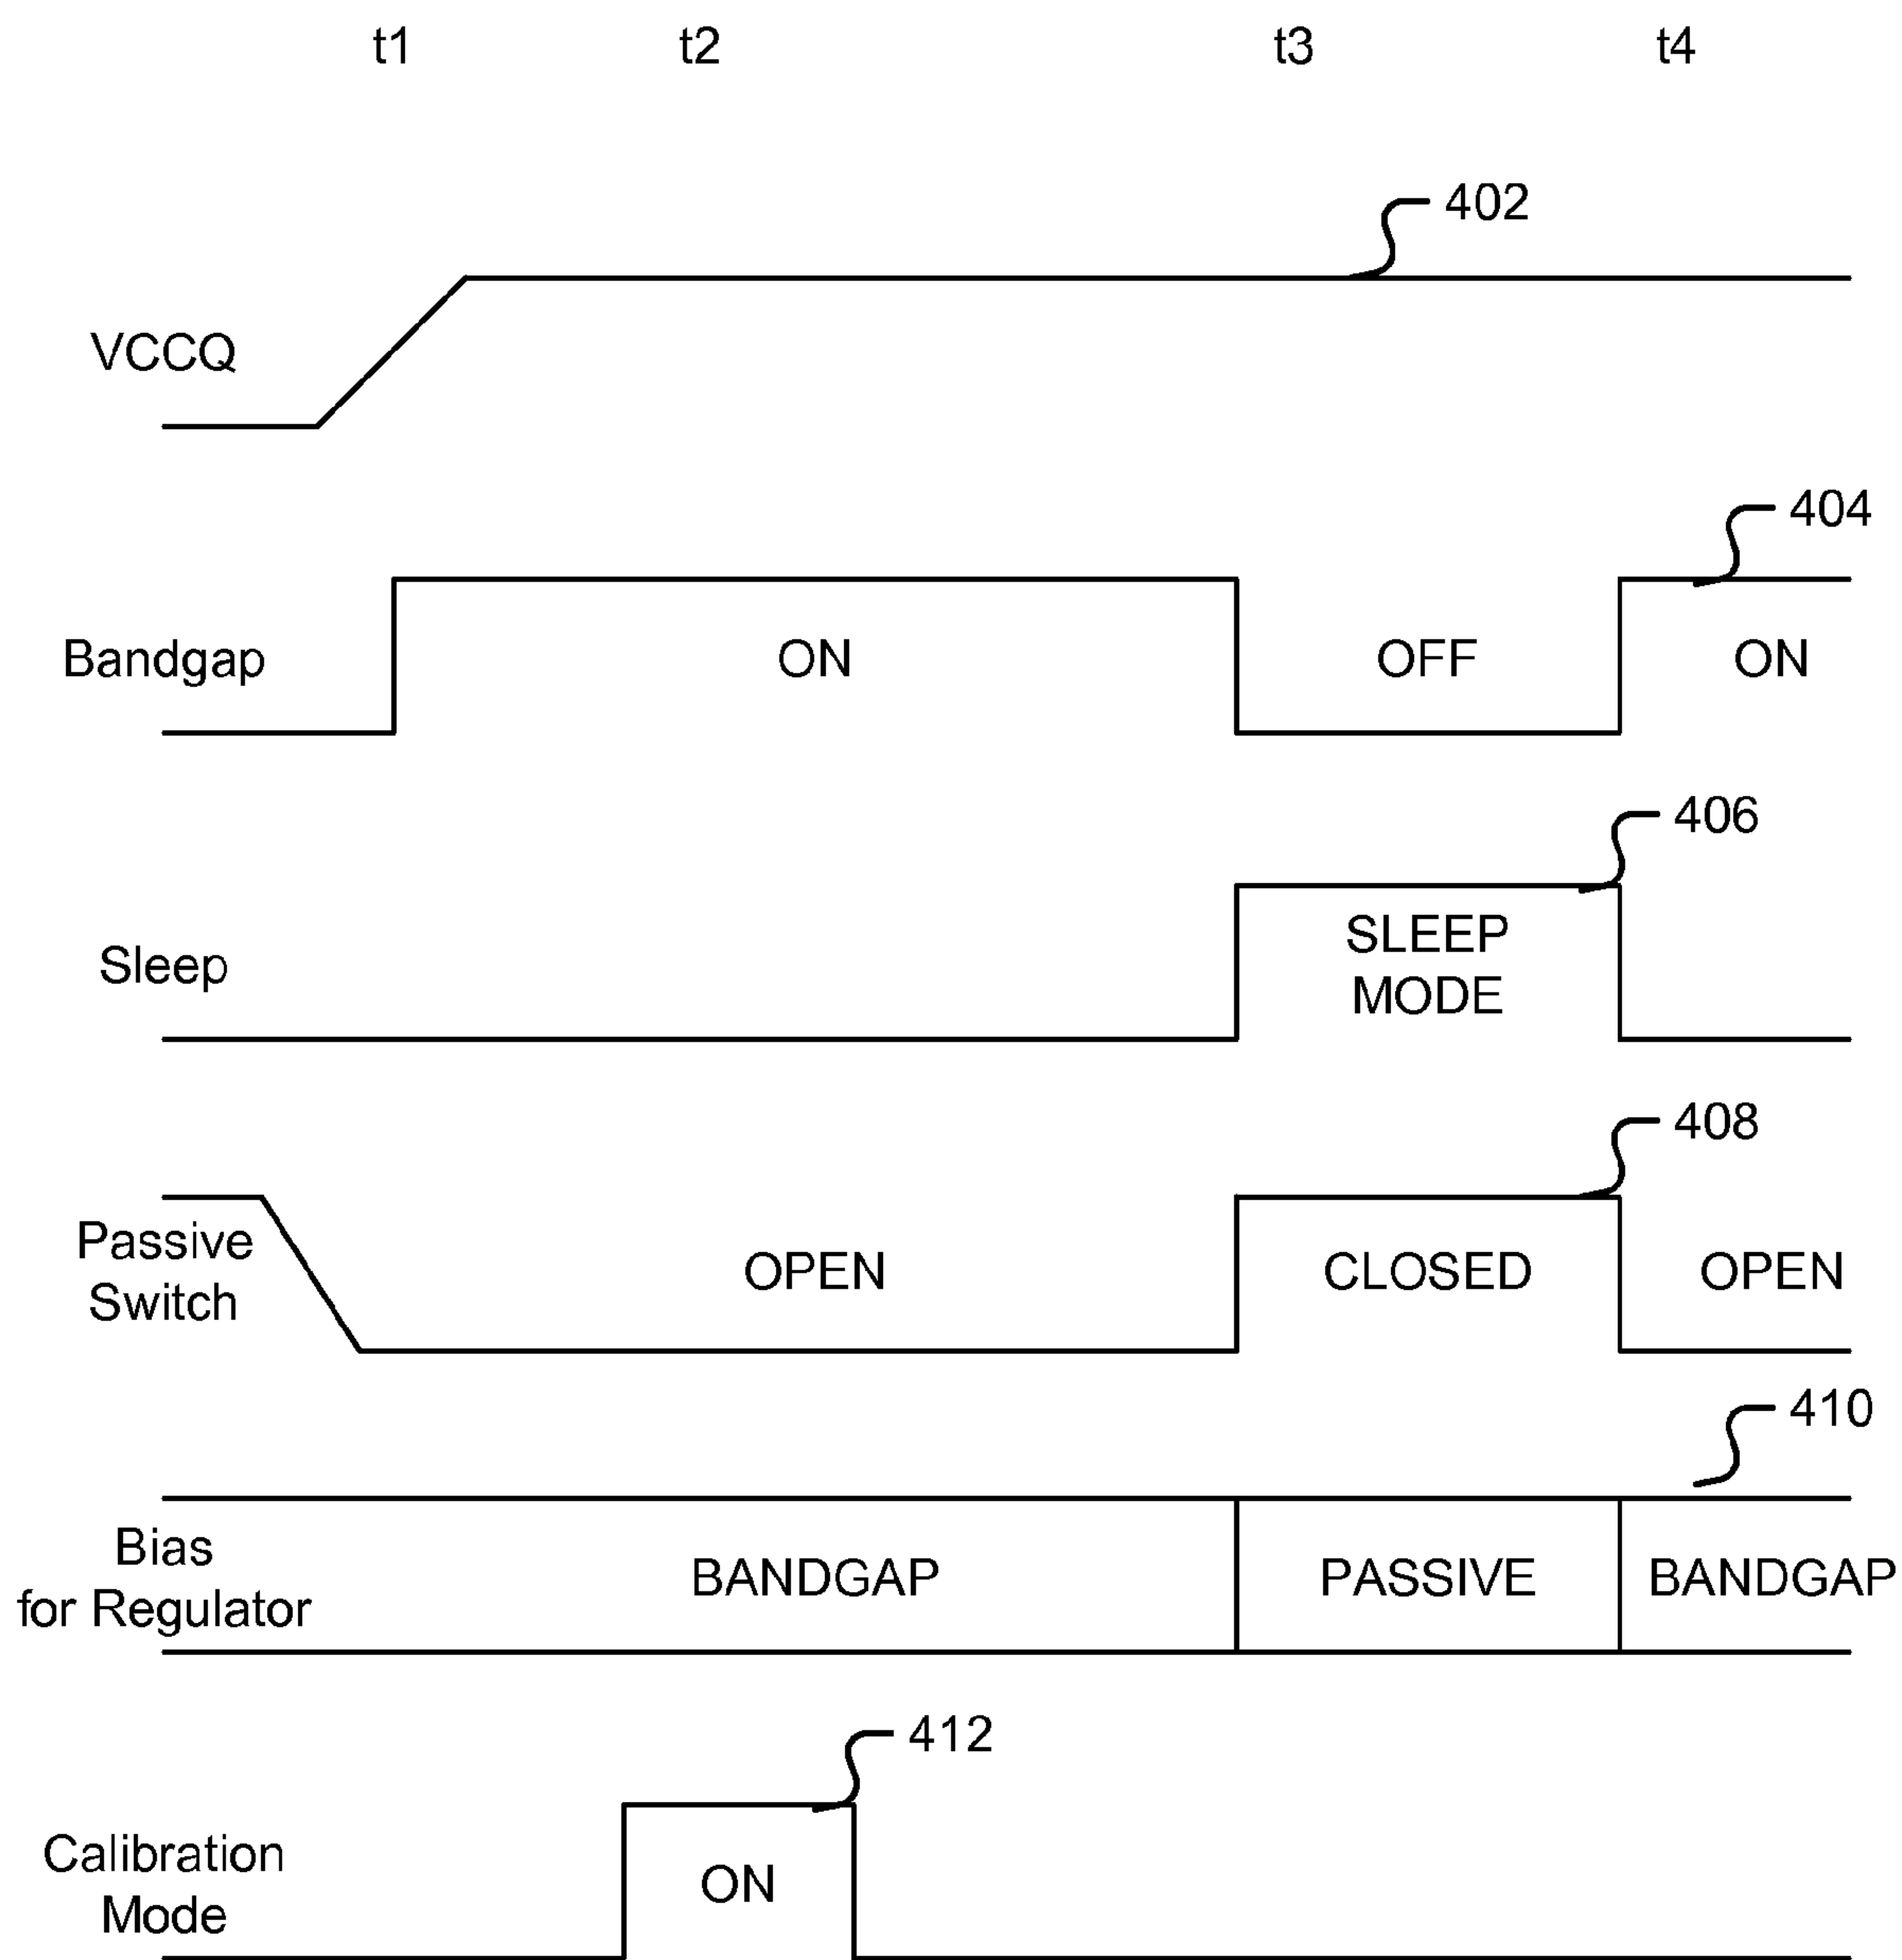 t1 t2 t3 t4
402
VCCQ
404
Bandgap ON OFF ON
406
Sleep
SLEEP
MODE
408
Passive
Switch
OPEN CLOSED OPEN
410
Bias
for Regulator
BANDGAP PASSIVE BANDGAP
412
Calibration
Mode
ON